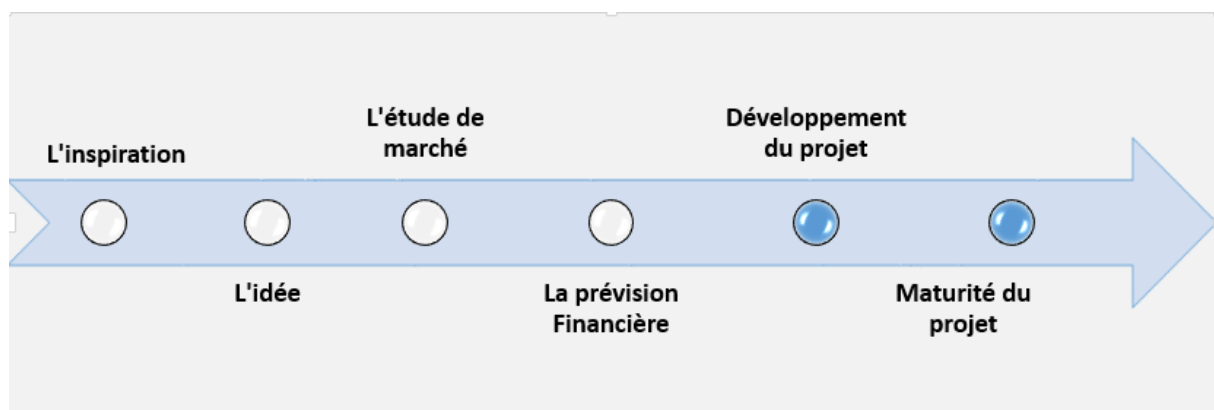 L'inspiration
L'idée
L'étude de
marché
La prévision
Financière
Développement
du projet
Maturité du
projet